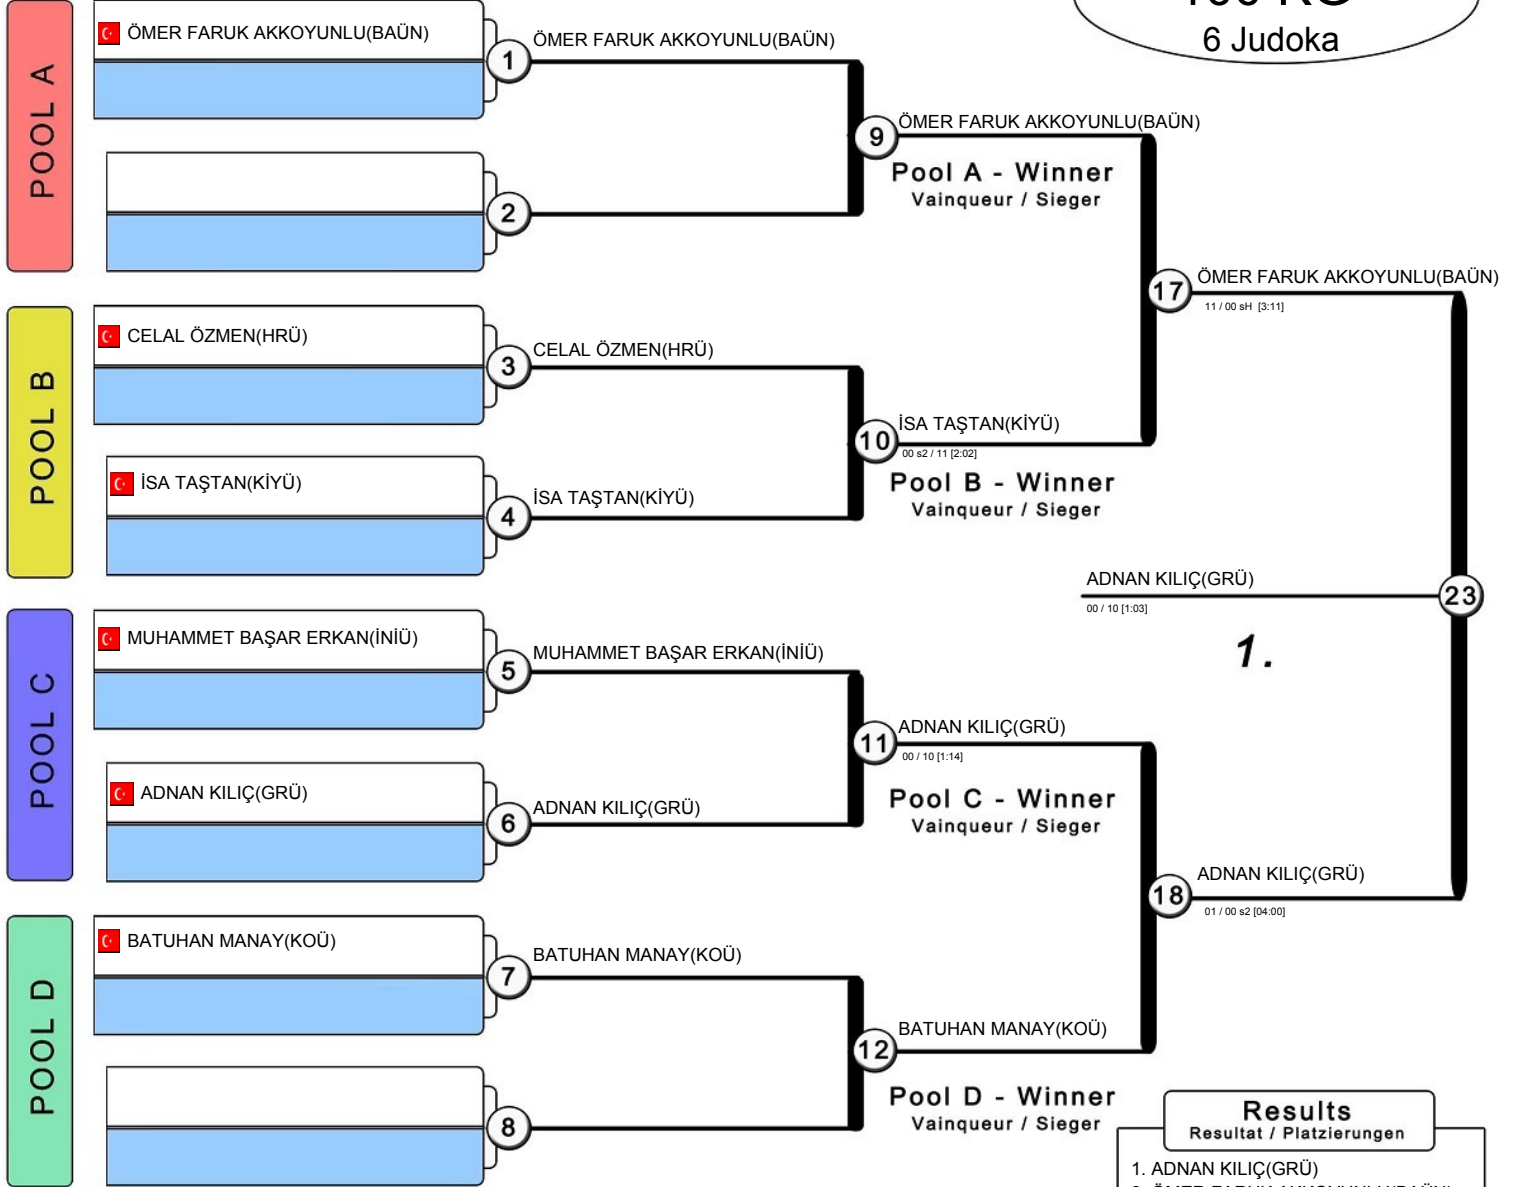 100 KG
6 Judoka
POOL A
ÖMER FARUK AKKOYUNLU(BAÜN)
1
ÖMER FARUK AKKOYUNLU(BAÜN)
2
9
ÖMER FARUK AKKOYUNLU(BAÜN)
Pool A - Winner
Vainqueur / Sieger
17
ÖMER FARUK AKKOYUNLU(BAÜN)
11 / 00 sH [3:11]
POOL B
CELAL ÖZMEN(HRÜ)
3
CELAL ÖZMEN(HRÜ)
İSA TAŞTAN(KİYÜ)
4
İSA TAŞTAN(KİYÜ)
10
İSA TAŞTAN(KİYÜ)
00 s2 / 11 [2:02]
Pool B - Winner
Vainqueur / Sieger
ADNAN KILIÇ(GRÜ)
00 / 10 [1:03]
23
1.
POOL C
MUHAMMET BAŞAR ERKAN(İNİÜ)
5
MUHAMMET BAŞAR ERKAN(İNİÜ)
ADNAN KILIÇ(GRÜ)
6
ADNAN KILIÇ(GRÜ)
11
ADNAN KILIÇ(GRÜ)
00 / 10 [1:14]
Pool C - Winner
Vainqueur / Sieger
18
ADNAN KILIÇ(GRÜ)
01 / 00 s2 [04:00]
POOL D
BATUHAN MANAY(KOÜ)
7
BATUHAN MANAY(KOÜ)
8
12
BATUHAN MANAY(KOÜ)
Pool D - Winner
Vainqueur / Sieger
Results
Resultat / Platzierungen
1. ADNAN KILIÇ(GRÜ)
2. ÖMER FARUK AKKOYUNLU(BAÜN)